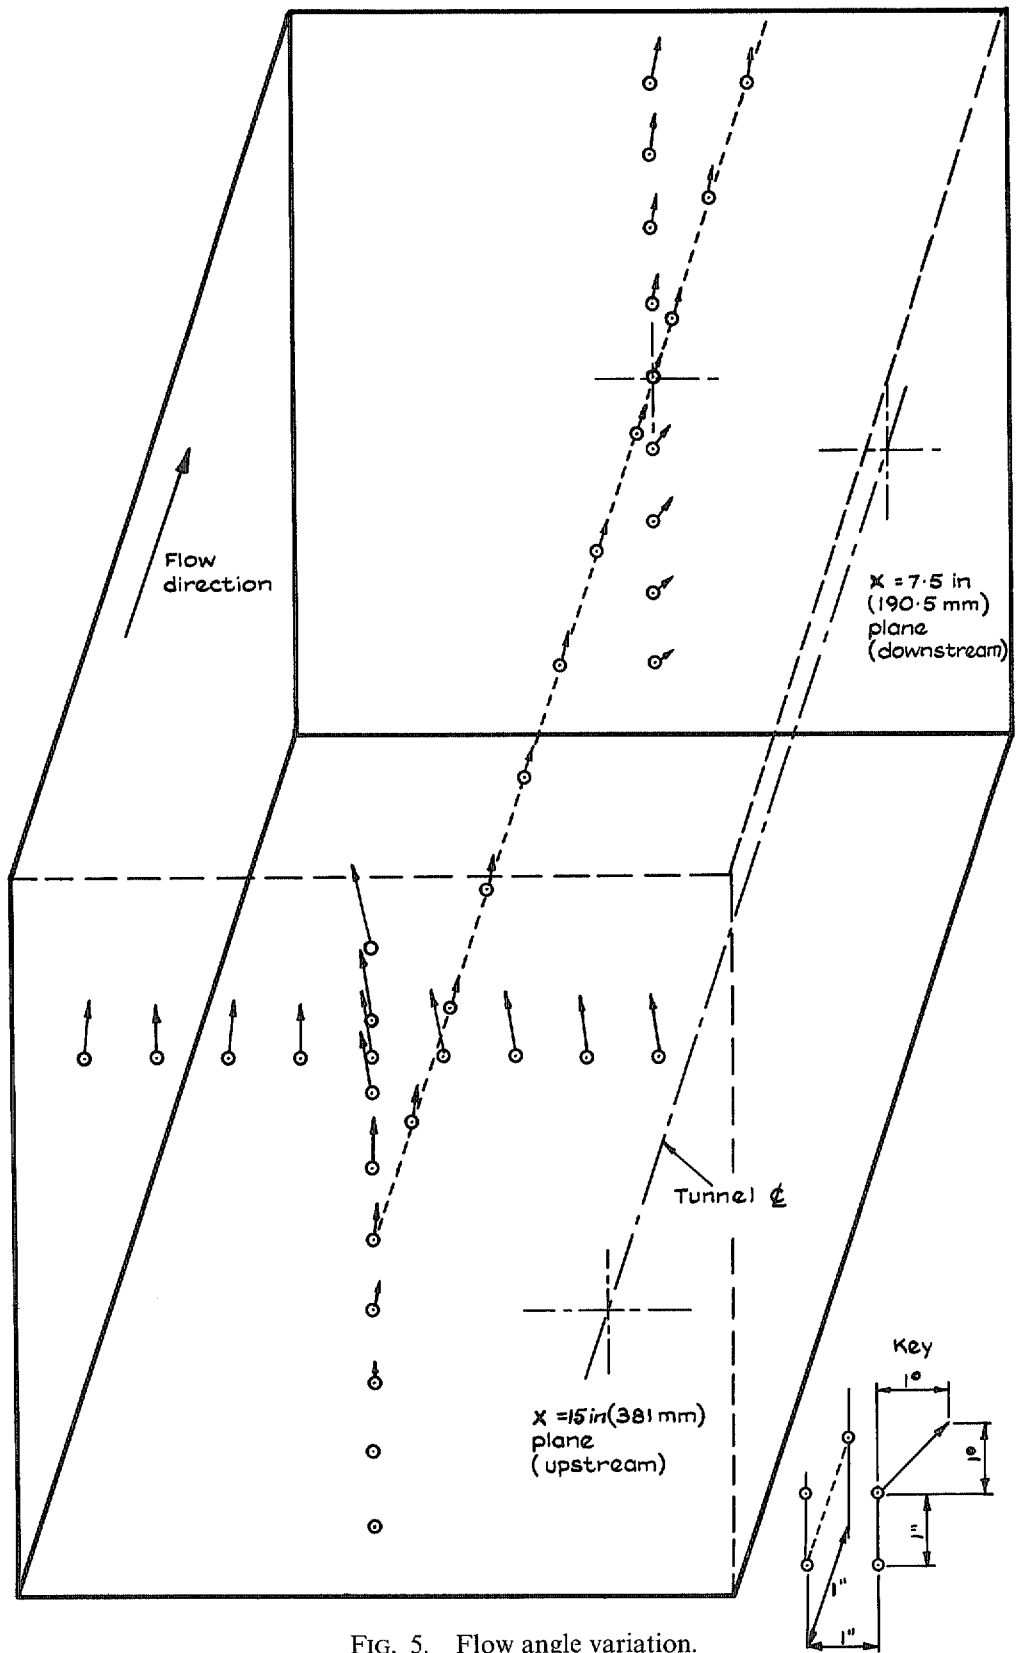 Flow
direction
x = 7·5 in
(190·5 mm)
plane
(downstream)
Tunnel ℄
x = 15 in (381 mm)
plane
(upstream)
Key
1°
1°
1"
1"
1"
FIG. 5. Flow angle variation.